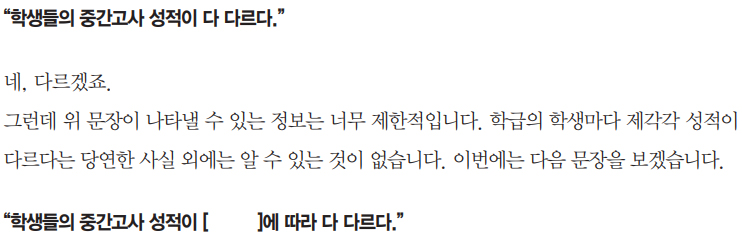 “학생들의 중간고사 성적이 다 다르다.”
네, 다르겠죠.
그런데 위 문장이 나타낼 수 있는 정보는 너무 제한적입니다. 학급의 학생마다 제각각 성적이
다르다는 당연한 사실 외에는 알 수 있는 것이 없습니다. 이번에는 다음 문장을 보겠습니다.
“학생들의 중간고사 성적이 [ ]에 따라 다 다르다.”